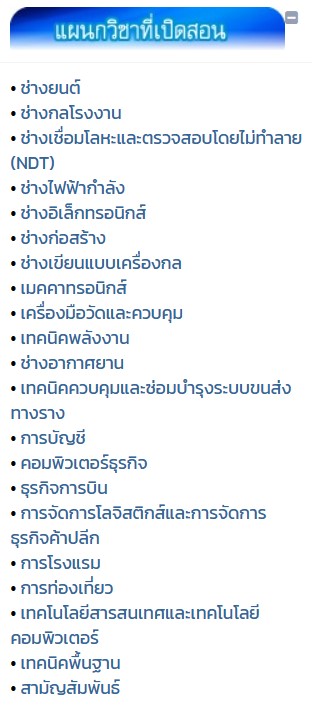 แผนกวิชาที่เปิดสอน
• ช่างยนต์
• ช่างกลโรงงาน
• ช่างเชื่อมโลหะและตรวจสอบโดยไม่ทำลาย
(NDT)
• ช่างไฟฟ้ากำลัง
• ช่างอิเล็กทรอนิกส์
• ช่างก่อสร้าง
• ช่างเขียนแบบเครื่องกล
• เมคคาทรอนิกส์
• เครื่องมือวัดและควบคุม
• เทคนิคพลังงาน
• ช่างอากาศยาน
• เทคนิคควบคุมและซ่อมบำรุงระบบขนส่ง
ทางราง
• การบัญชี
• คอมพิวเตอร์ธุรกิจ
• ธุรกิจการบิน
• การจัดการโลจิสติกส์และการจัดการ
ธุรกิจค้าปลีก
• การโรงแรม
• การท่องเที่ยว
• เทคโนโลยีสารสนเทศและเทคโนโลยี
คอมพิวเตอร์
• เทคนิคพื้นฐาน
• สามัญสัมพันธ์